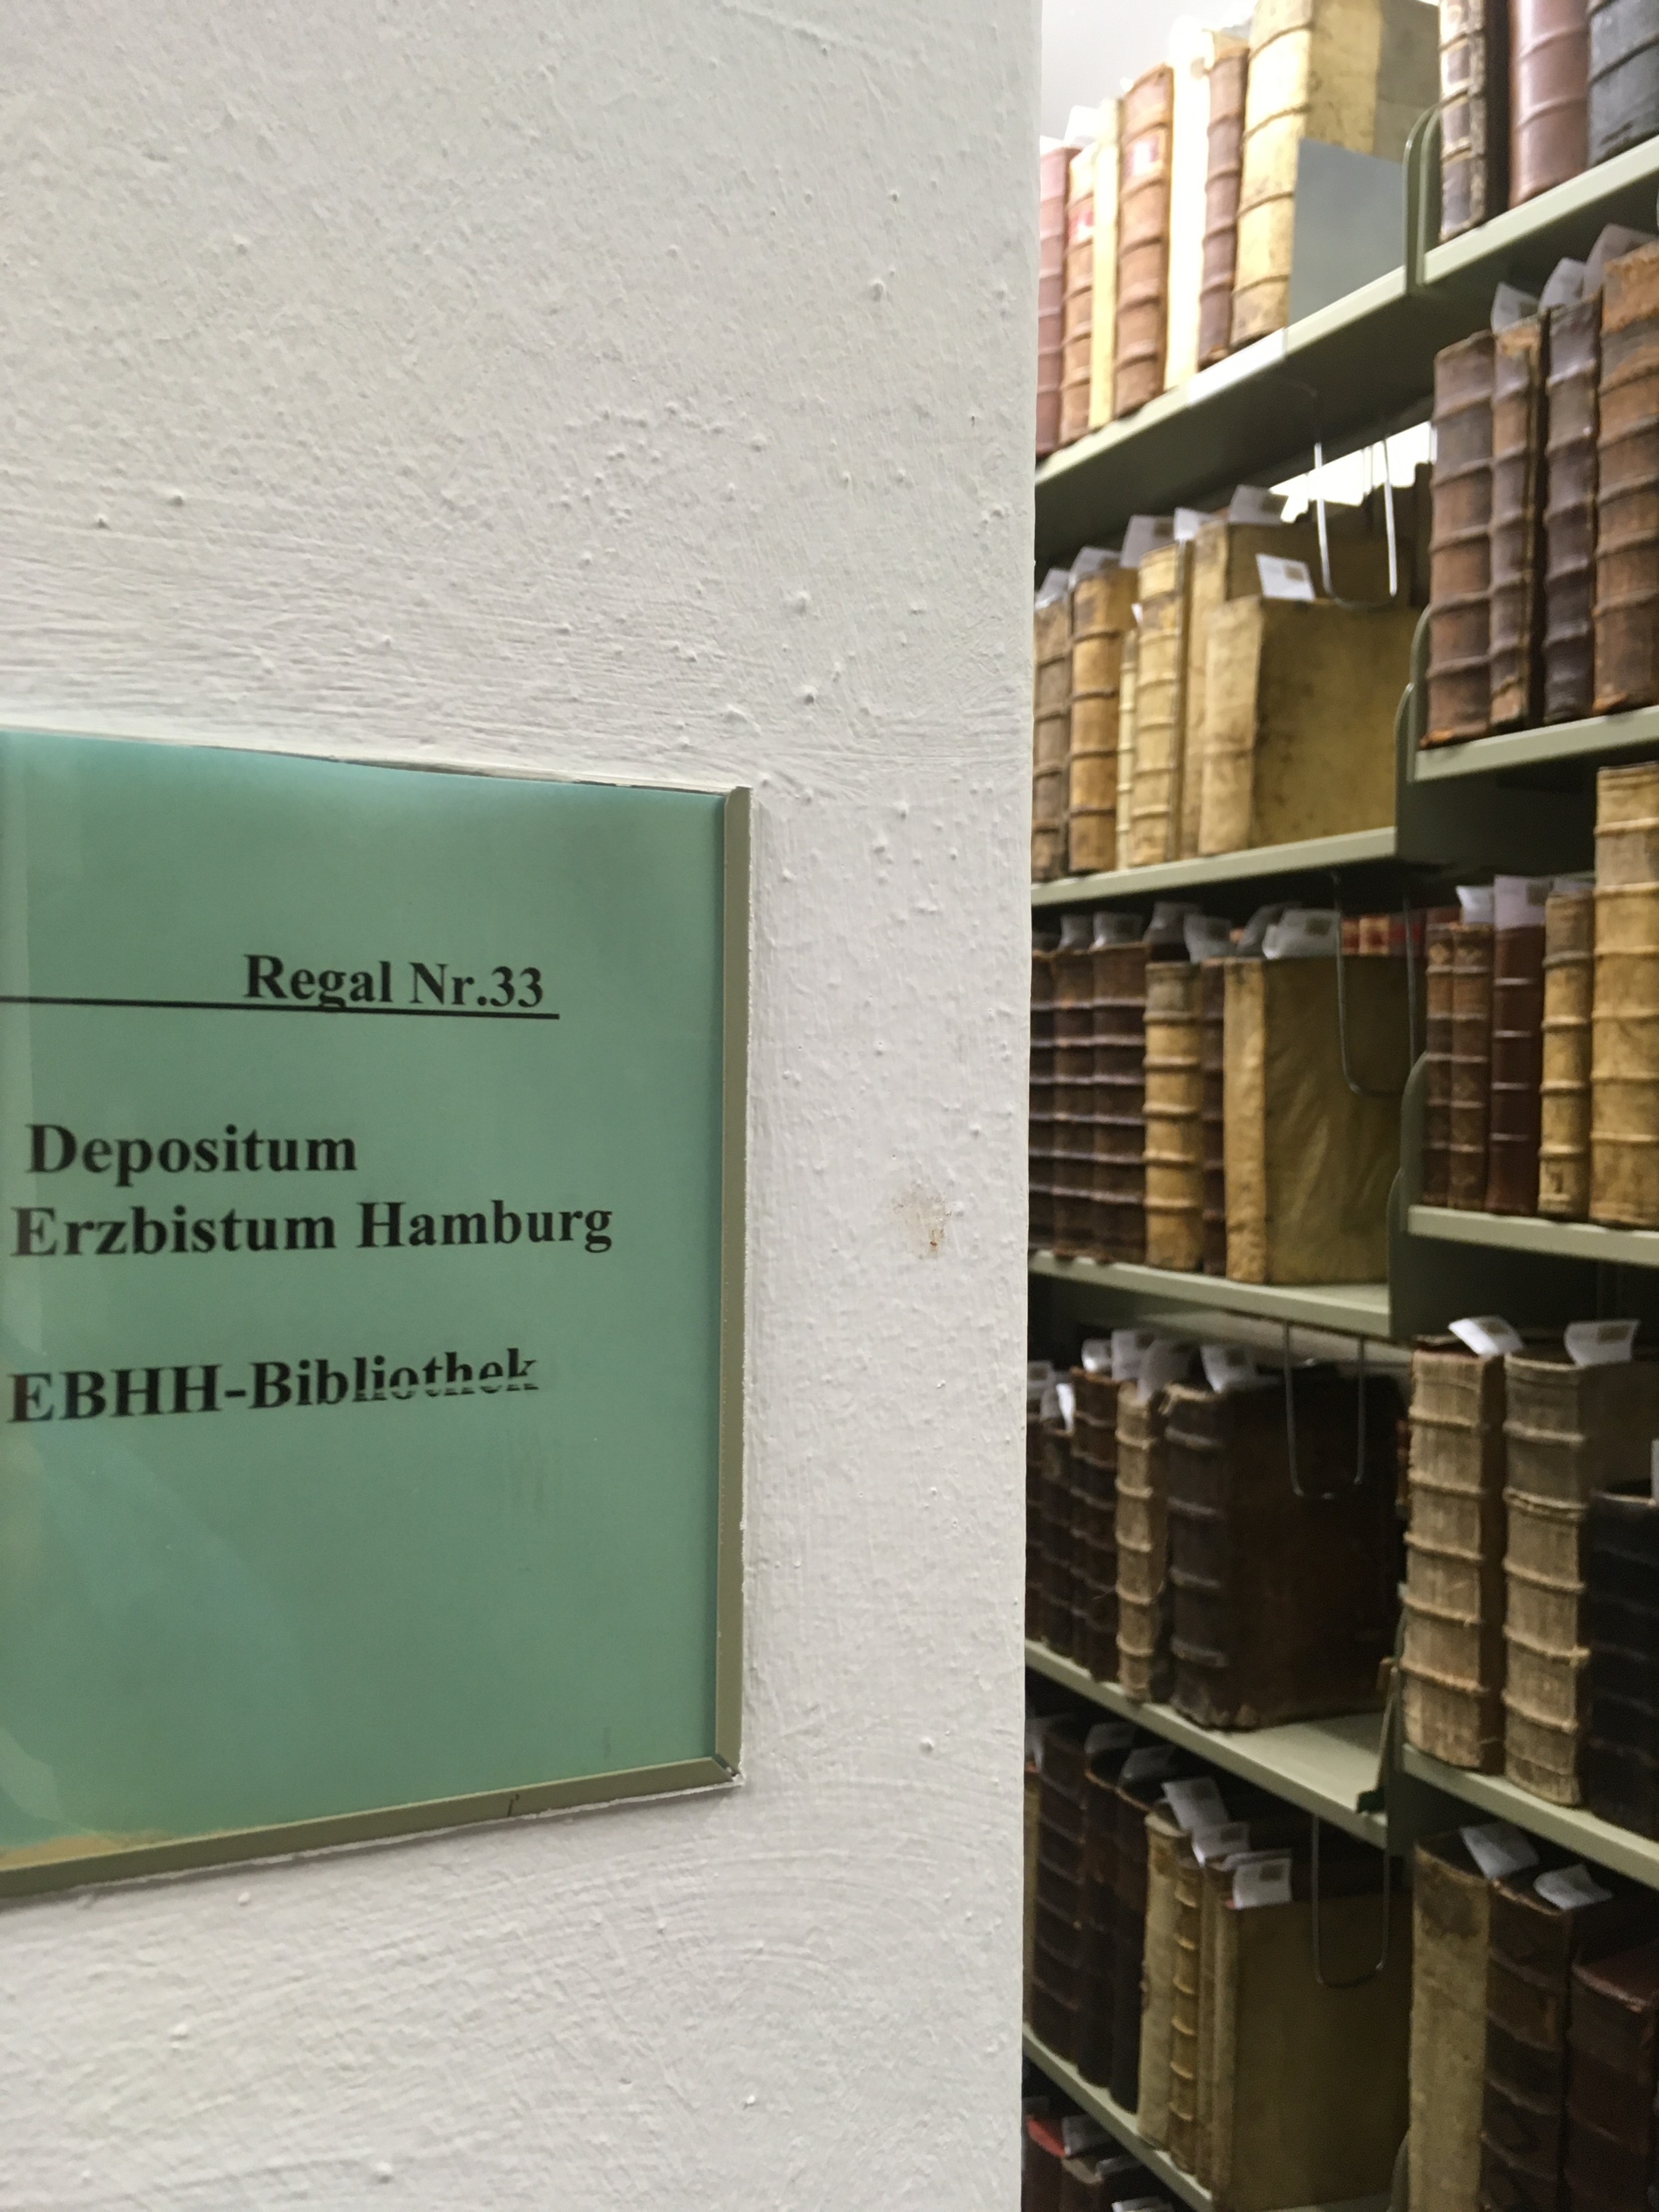 Regal Nr.33
Depositum
Erzbistum Hamburg
EBHH-Bibliothek